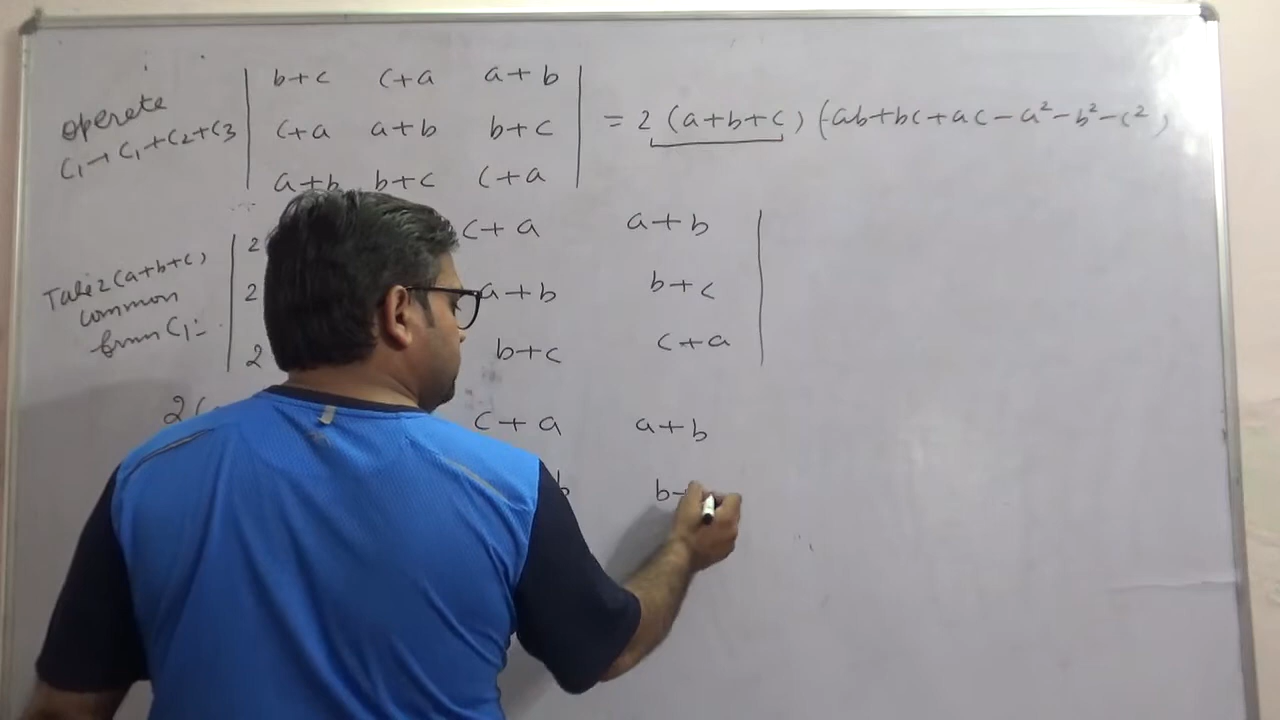 operete
C₁→C₁+C₂+C₃
b+c c+a a+b
c+a a+b b+c
a+b b+c c+a
= 2 (a+b+c) (ab+bc+ac-a²-b²-c²)
Take 2(a+b+c)
common
from C₁:-
2 c+a a+b
2 a+b b+c
2 b+c c+a
2( c+a a+b
b b-